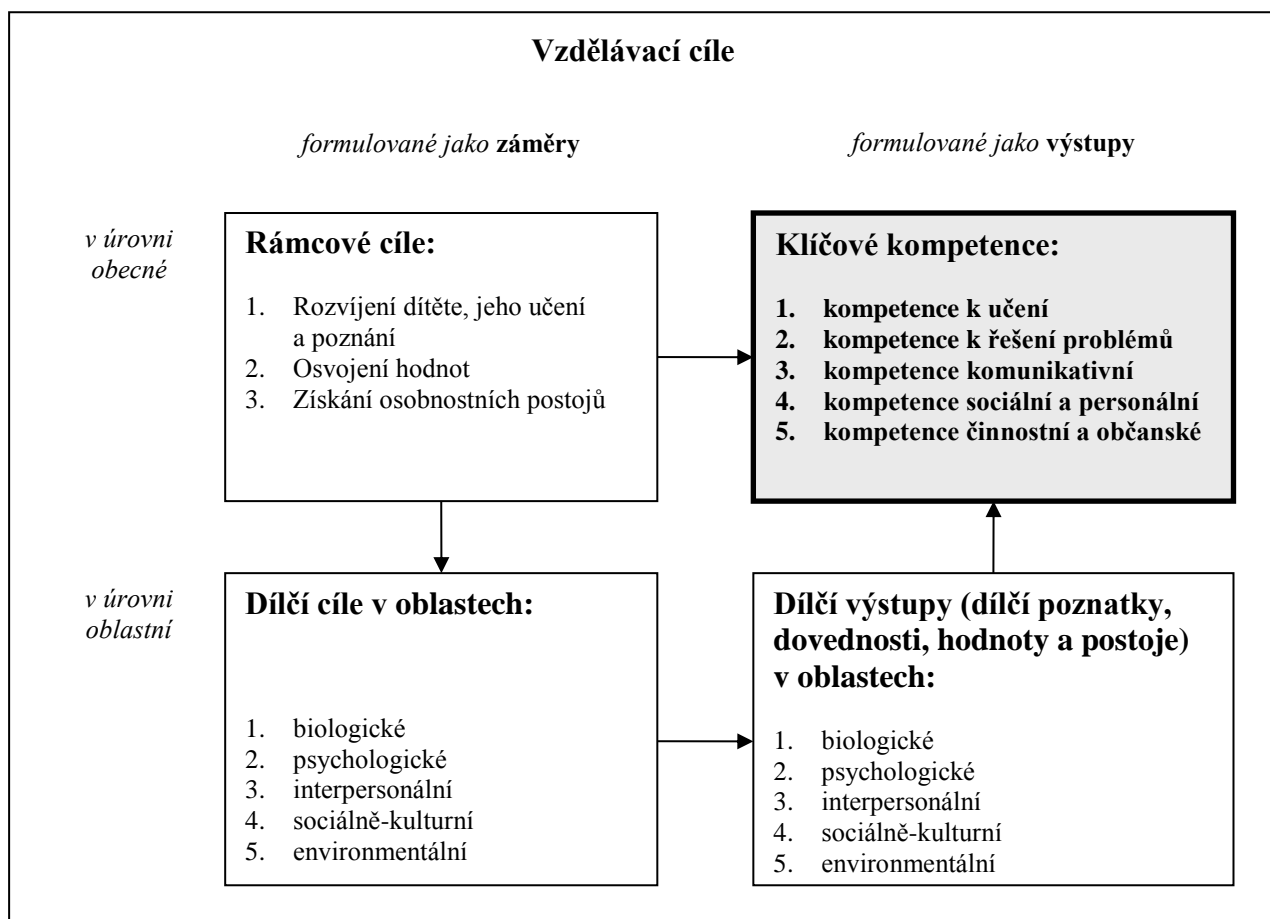 Vzdělávací cíle
formulované jako záměry
formulované jako výstupy
v úrovni
obecné
Rámcové cíle:
1. Rozvíjení dítěte, jeho učení
a poznání
2. Osvojení hodnot
3. Získání osobnostních postojů
Klíčové kompetence:
1. kompetence k učení
2. kompetence k řešení problémů
3. kompetence komunikativní
4. kompetence sociální a personální
5. kompetence činnostní a občanské
v úrovni
oblastní
Dílčí cíle v oblastech:
1. biologické
2. psychologické
3. interpersonální
4. sociálně-kulturní
5. environmentální
Dílčí výstupy (dílčí poznatky,
dovednosti, hodnoty a postoje)
v oblastech:
1. biologické
2. psychologické
3. interpersonální
4. sociálně-kulturní
5. environmentální